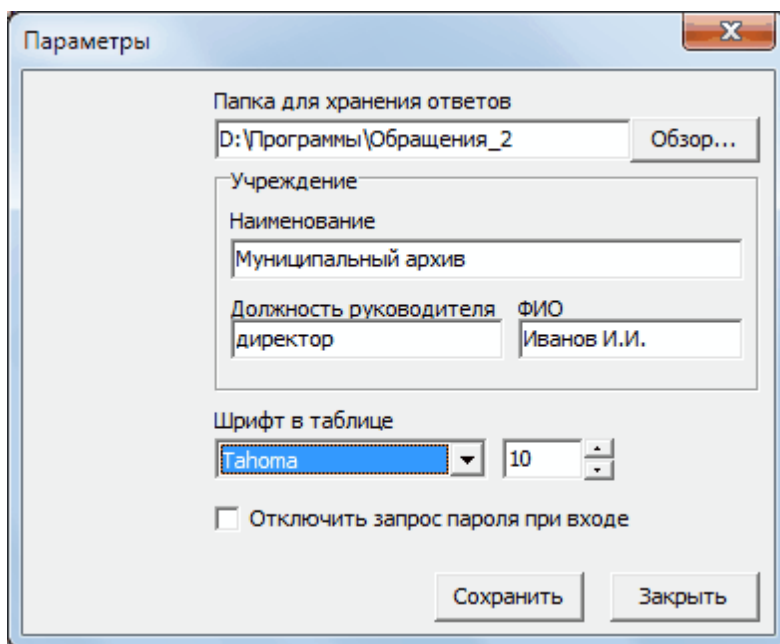 Параметры
Папка для хранения ответов
D:\Программы\Обращения_2 Обзор...
Учреждение
Наименование
Муниципальный архив
Должность руководителя ФИО
директор Иванов И.И.
Шрифт в таблице
Tahoma 10
Отключить запрос пароля при входе
Сохранить Закрыть